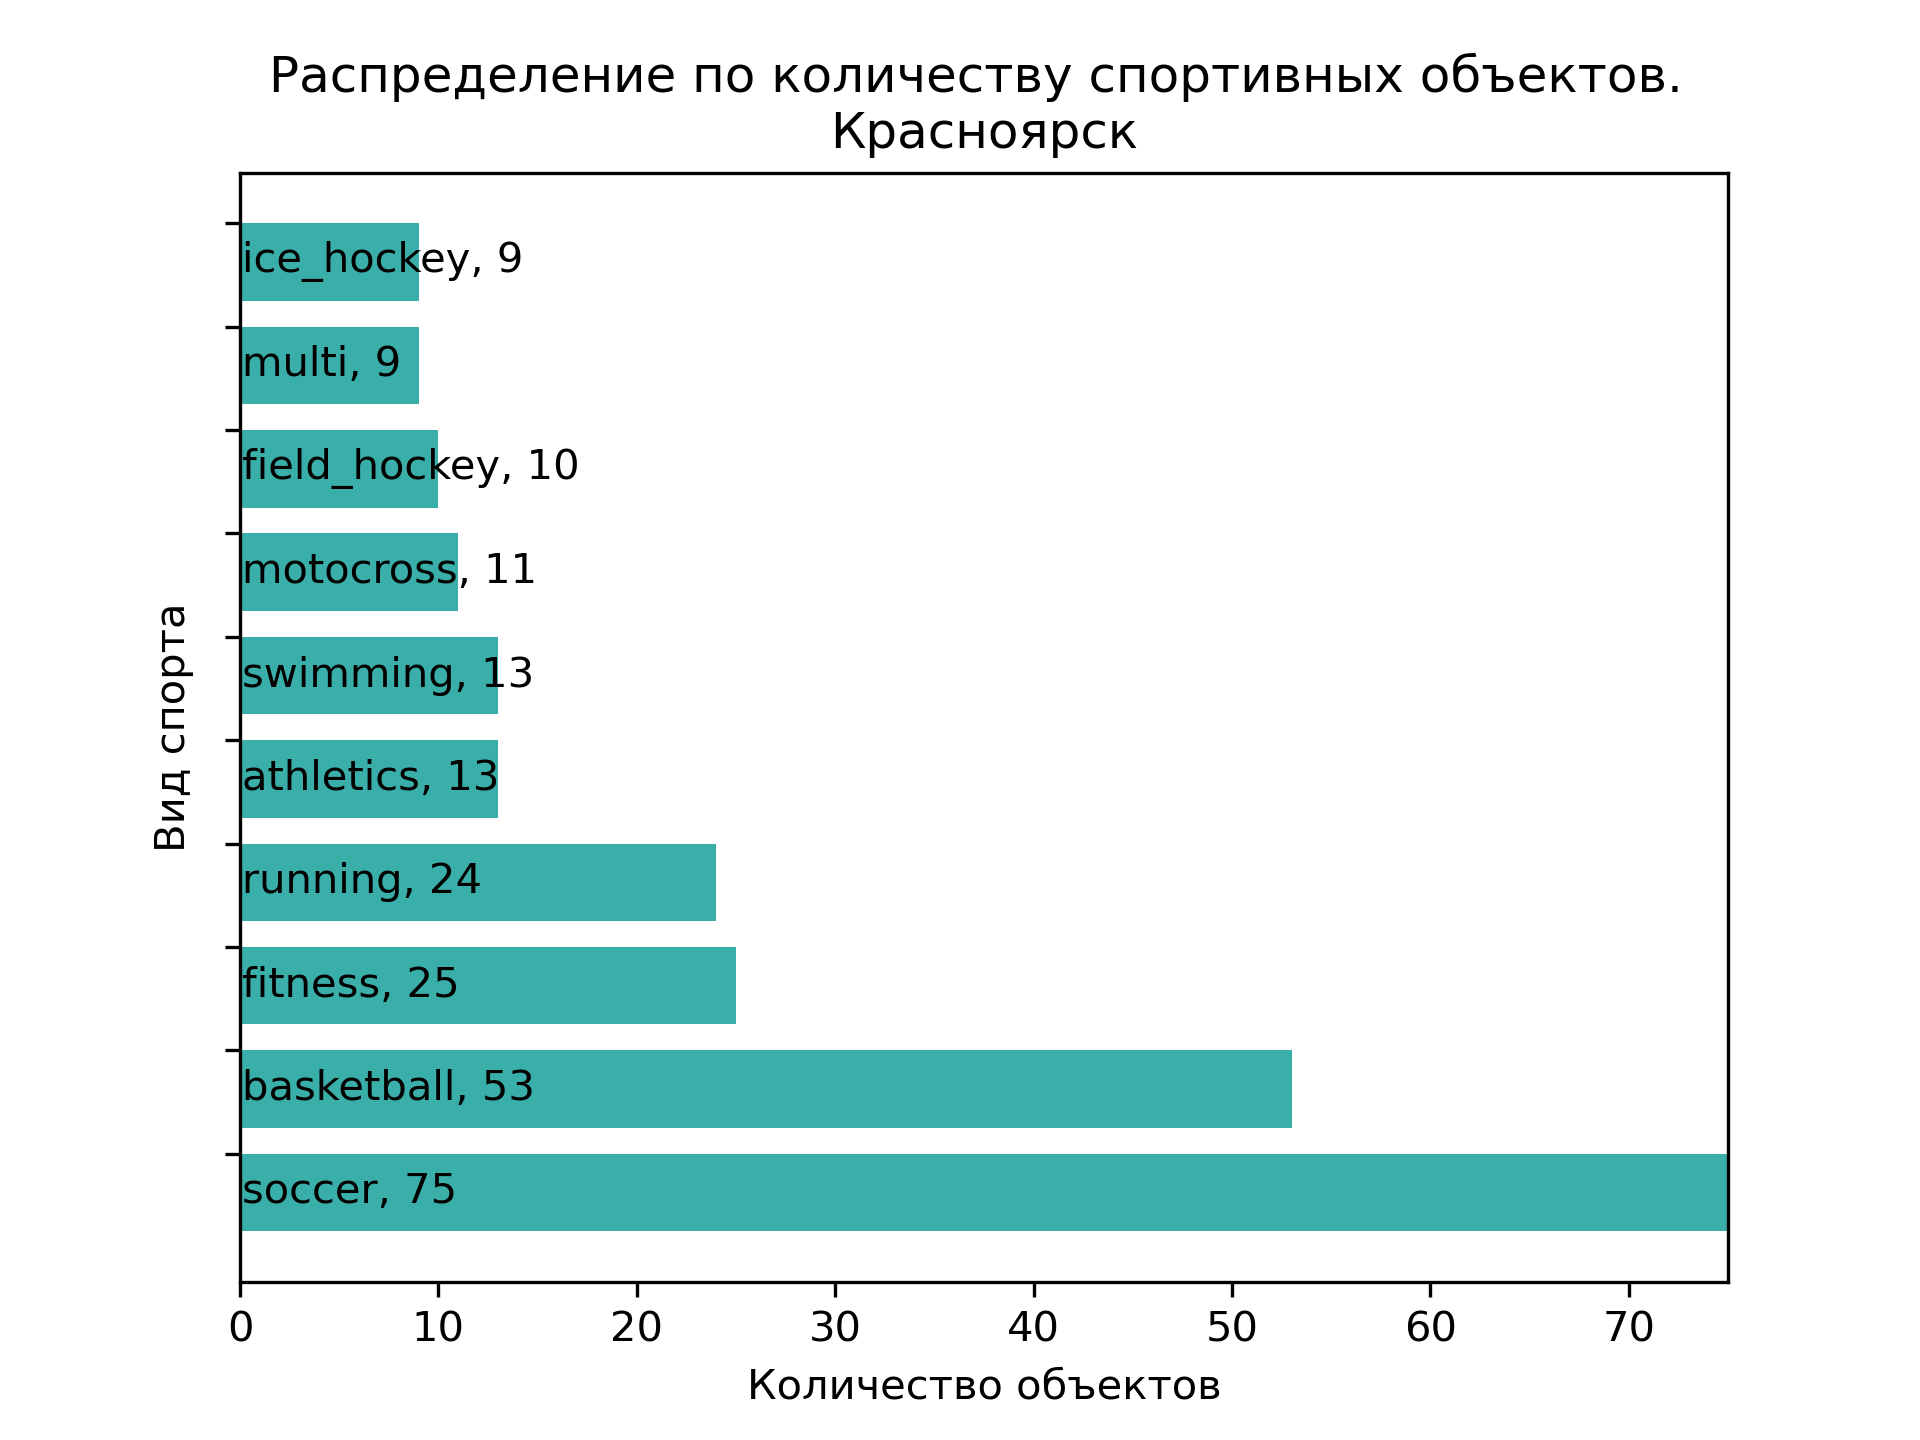 Распределение по количеству спортивных объектов.
Красноярск
ice_hockey, 9
multi, 9
field_hockey, 10
motocross, 11
swimming, 13
athletics, 13
running, 24
fitness, 25
basketball, 53
soccer, 75
Вид спорта
0 10 20 30 40 50 60 70
Количество объектов